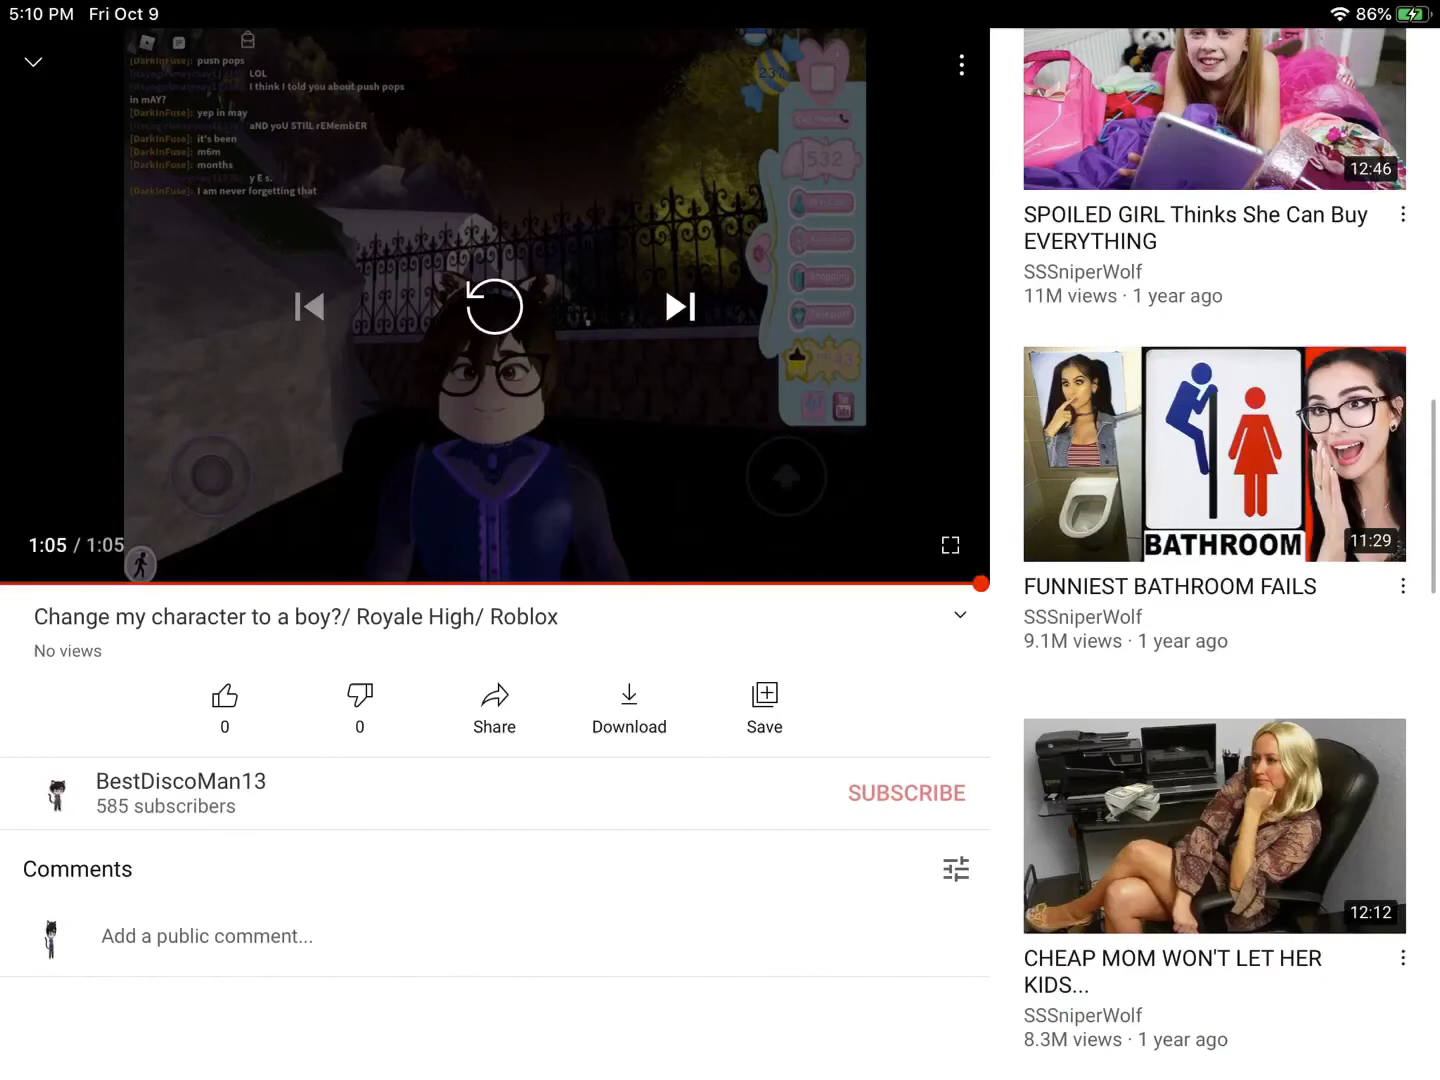 5:10 PM Fri Oct 9
86%
[DarkInFuse]: push pops
LOL
I think I told you about push pops
in mAY?
[DarkInFuse]: yep in may
aND yoU STIlL rEMembER
[DarkInFuse]: it's been
[DarkInFuse]: m6m
[DarkInFuse]: months
y E s.
[DarkInFuse]: I am never forgetting that
237
532
Shopping
Teleport
43
1:05 / 1:05
Change my character to a boy?/ Royale High/ Roblox
No views
0
0
Share
Download
Save
BestDiscoMan13
585 subscribers
SUBSCRIBE
Comments
Add a public comment...
12:46
SPOILED GIRL Thinks She Can Buy
EVERYTHING
SSSniperWolf
11M views · 1 year ago
BATHROOM
11:29
FUNNIEST BATHROOM FAILS
SSSniperWolf
9.1M views · 1 year ago
12:12
CHEAP MOM WON'T LET HER
KIDS...
SSSniperWolf
8.3M views · 1 year ago